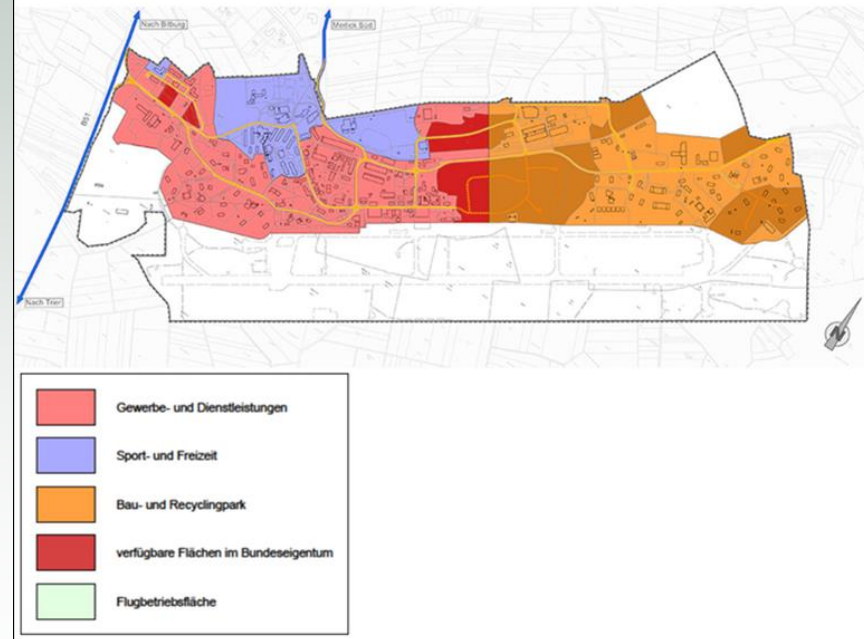 Nach Bitburg
Metrick Süd
B51
Nach Trier
N
Gewerbe- und Dienstleistungen
Sport- und Freizeit
Bau- und Recyclingpark
verfügbare Flächen im Bundeseigentum
Flugbetriebsfläche